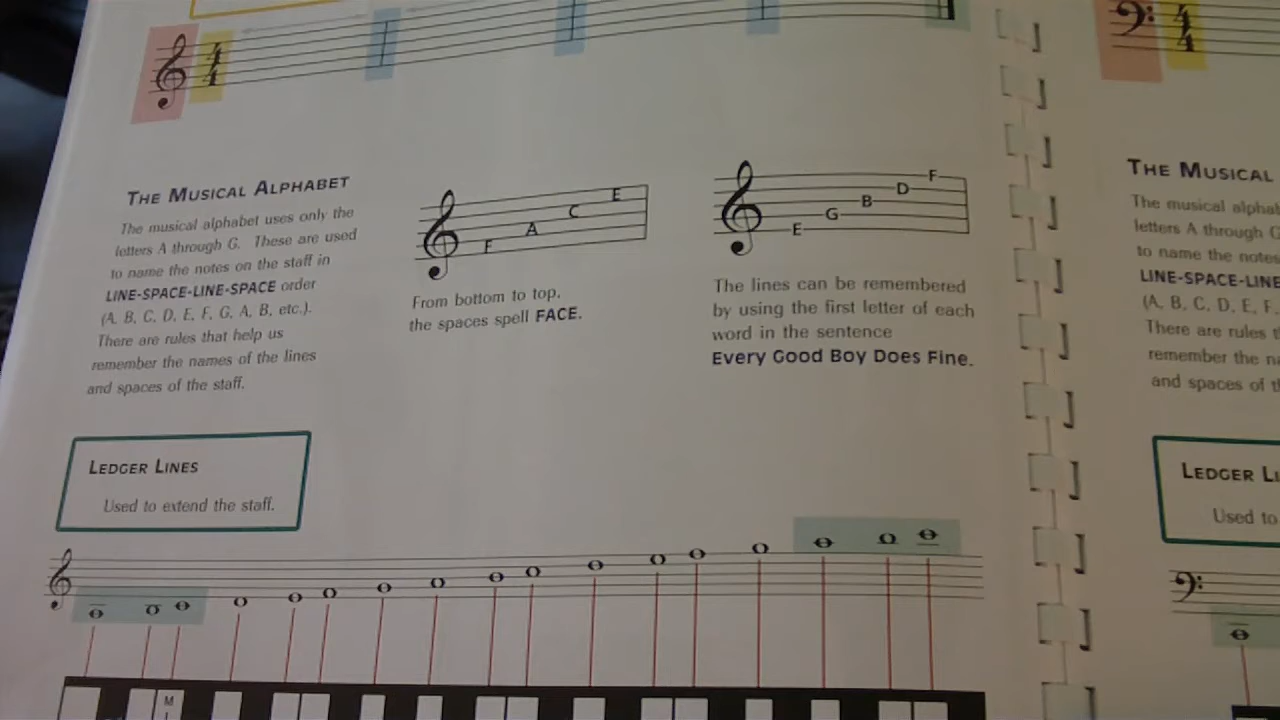 4
4
4
4
THE MUSICAL ALPHABET
The musical alphabet uses only the
letters A through G. These are used
to name the notes on the staff in
LINE-SPACE-LINE-SPACE order
(A, B, C, D, E, F, G, A, B, etc.).
There are rules that help us
remember the names of the lines
and spaces of the staff.
F A C E
From bottom to top,
the spaces spell FACE.
E G B D F
The lines can be remembered
by using the first letter of each
word in the sentence
Every Good Boy Does Fine.
LEDGER LINES
Used to extend the staff.
M
THE MUSICAL
The musical
letters A through
to name the notes
LINE-SPACE-
(A, B, C, D, E, F,
There are rules
remember the
and spaces of
LEDGER
Used to